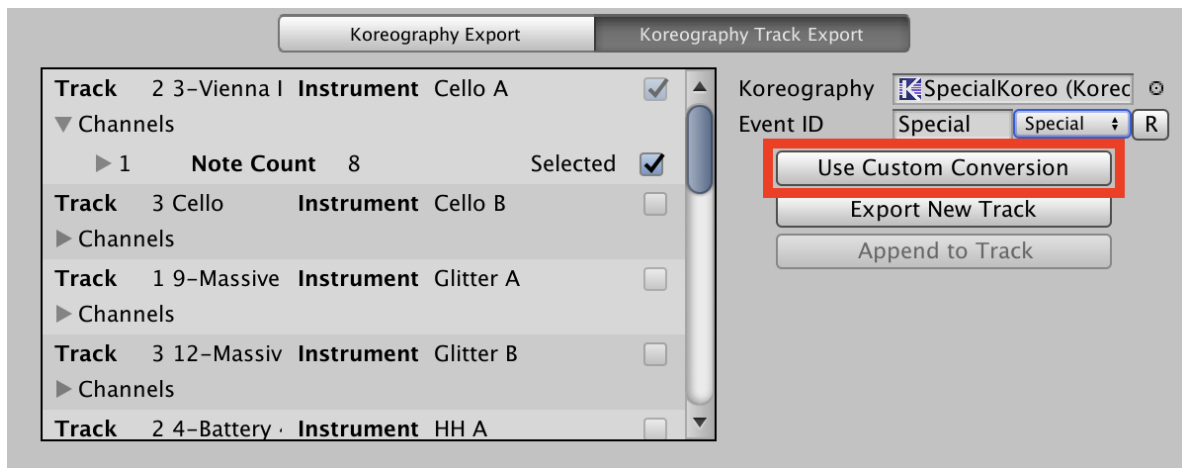 Koreography Export Koreography Track Export
Track 2 3-Vienna I Instrument Cello A
Channels
1 Note Count 8 Selected
Track 3 Cello Instrument Cello B
Channels
Track 1 9-Massive Instrument Glitter A
Channels
Track 3 12-Massiv Instrument Glitter B
Channels
Track 2 4-Battery Instrument HH A
Koreography SpecialKoreo (Korec
Event ID Special Special R
Use Custom Conversion
Export New Track
Append to Track